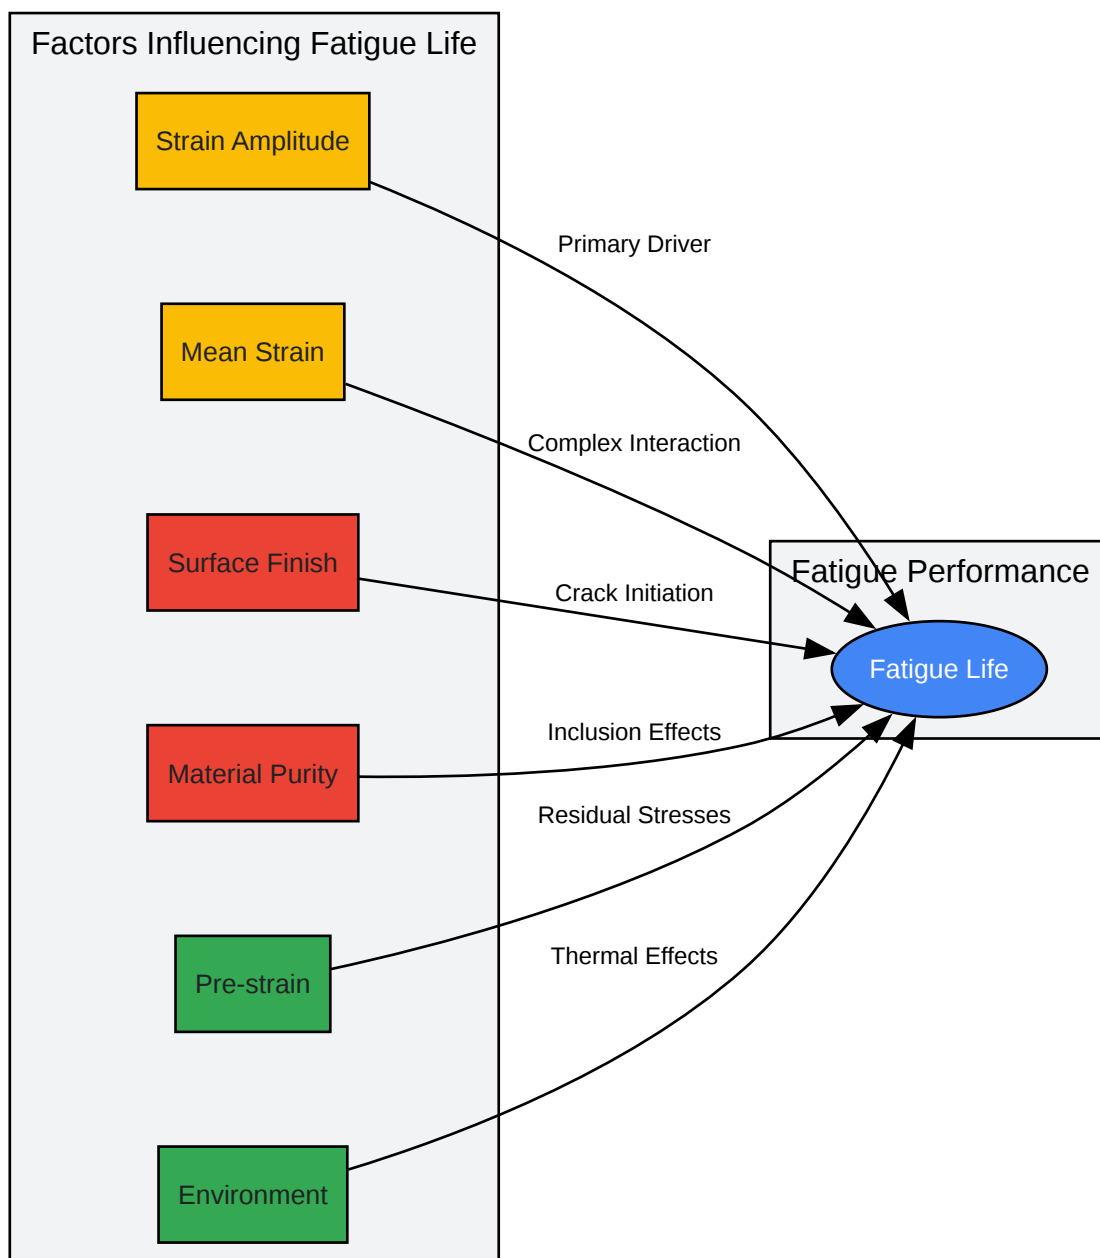 Factors Influencing Fatigue Life
Strain Amplitude
Primary Driver
Mean Strain
Complex Interaction
Surface Finish
Crack Initiation
Fatigue Performance
Fatigue Life
Material Purity
Inclusion Effects
Residual Stresses
Pre-strain
Thermal Effects
Environment